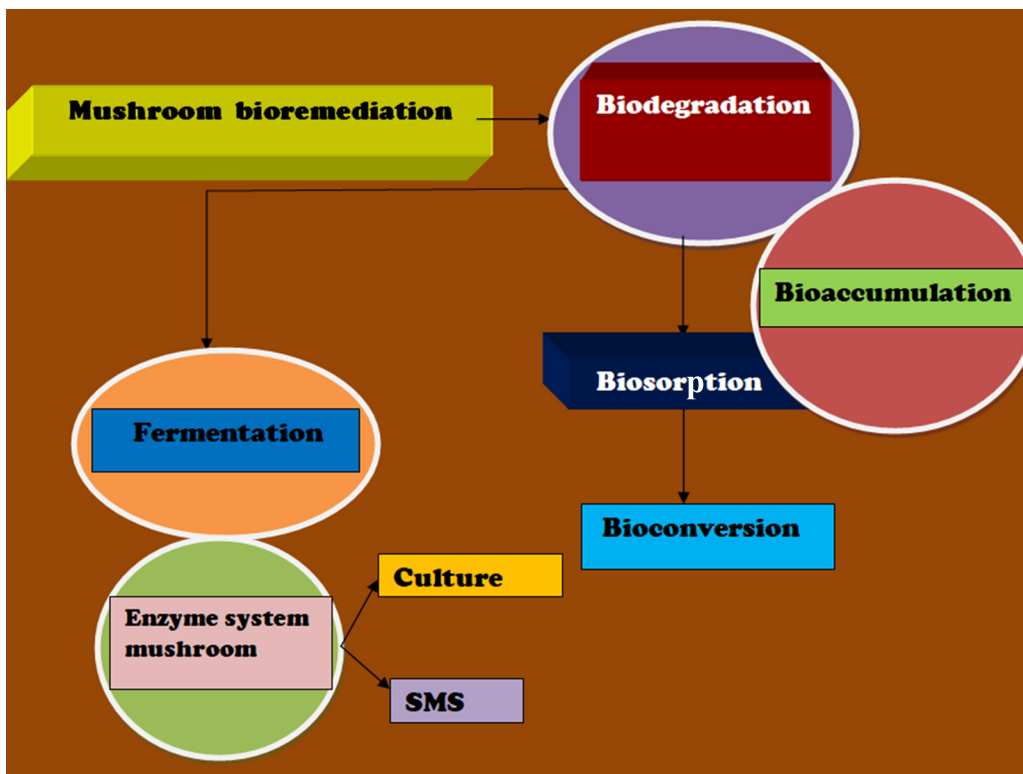 Mushroom bioremediation
Biodegradation
Bioaccumulation
Biosorption
Fermentation
Bioconversion
Culture
Enzyme system
mushroom
SMS